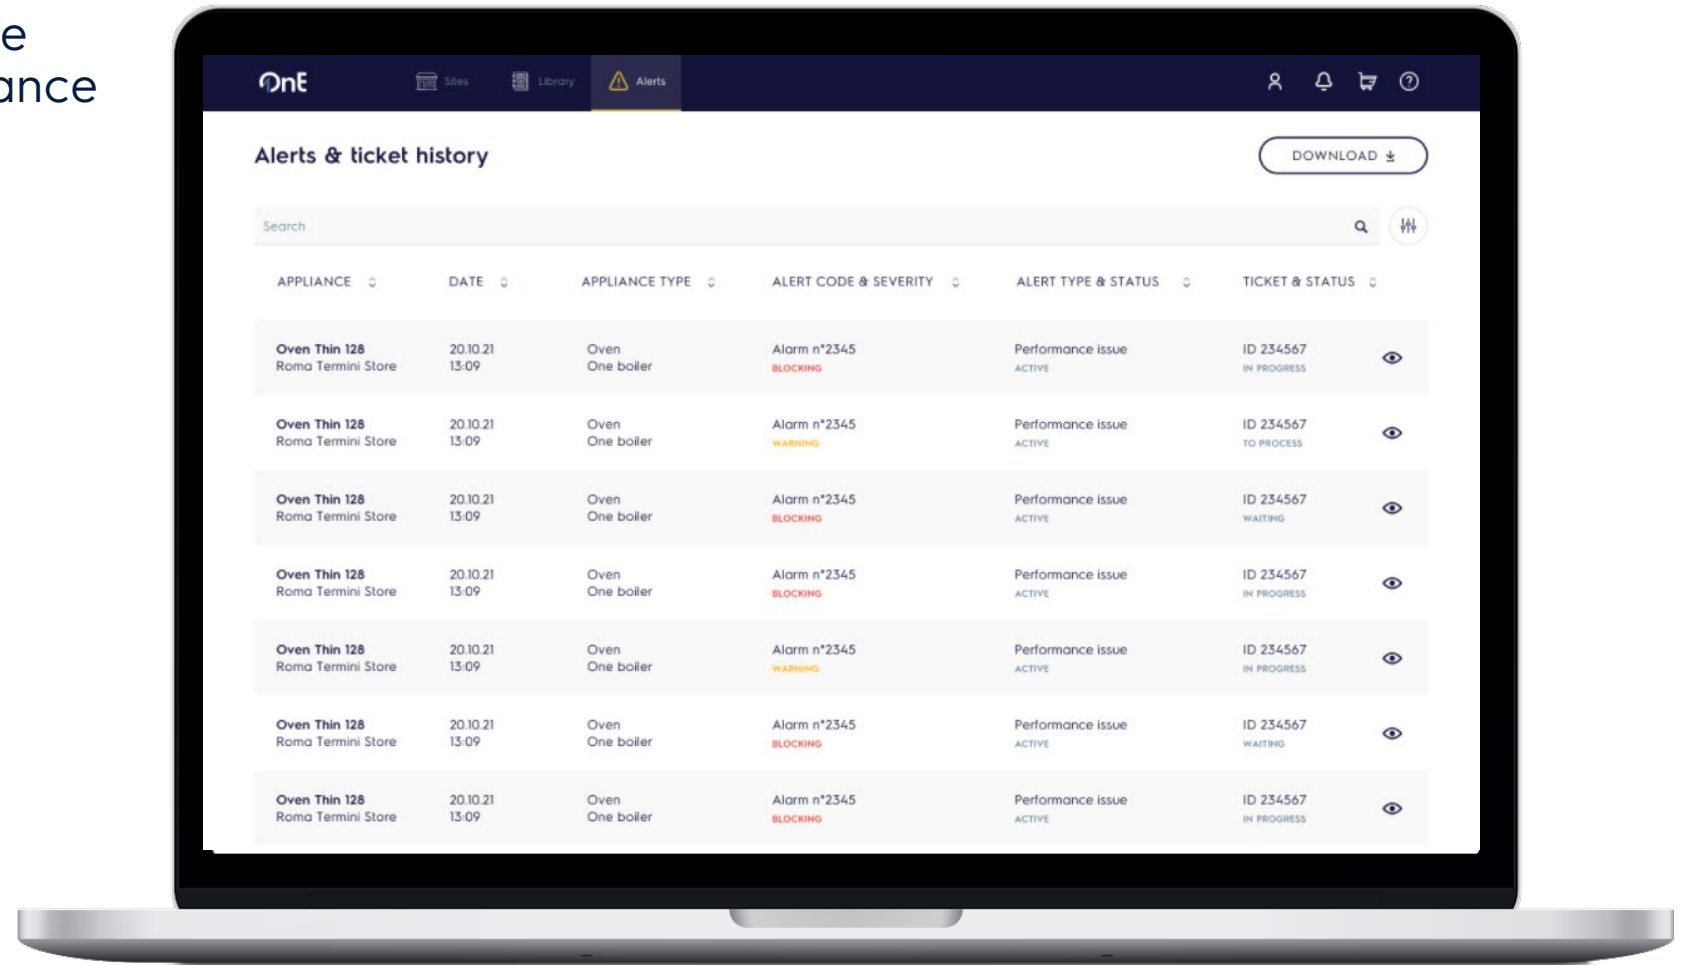 e
ance
OnE
Sites
Library
Alerts
Alerts & ticket history
DOWNLOAD
Search
APPLIANCE DATE APPLIANCE TYPE ALERT CODE & SEVERITY ALERT TYPE & STATUS TICKET & STATUS
Oven Thin 128 20.10.21 Oven Alarm n°2345 Performance issue ID 234567
Roma Termini Store 13:09 One boiler BLOCKING ACTIVE IN PROGRESS
Oven Thin 128 20.10.21 Oven Alarm n°2345 Performance issue ID 234567
Roma Termini Store 13:09 One boiler WARNING ACTIVE TO PROCESS
Oven Thin 128 20.10.21 Oven Alarm n°2345 Performance issue ID 234567
Roma Termini Store 13:09 One boiler BLOCKING ACTIVE WAITING
Oven Thin 128 20.10.21 Oven Alarm n°2345 Performance issue ID 234567
Roma Termini Store 13:09 One boiler BLOCKING ACTIVE IN PROGRESS
Oven Thin 128 20.10.21 Oven Alarm n°2345 Performance issue ID 234567
Roma Termini Store 13:09 One boiler WARNING ACTIVE IN PROGRESS
Oven Thin 128 20.10.21 Oven Alarm n°2345 Performance issue ID 234567
Roma Termini Store 13:09 One boiler BLOCKING ACTIVE WAITING
Oven Thin 128 20.10.21 Oven Alarm n°2345 Performance issue ID 234567
Roma Termini Store 13:09 One boiler BLOCKING ACTIVE IN PROGRESS